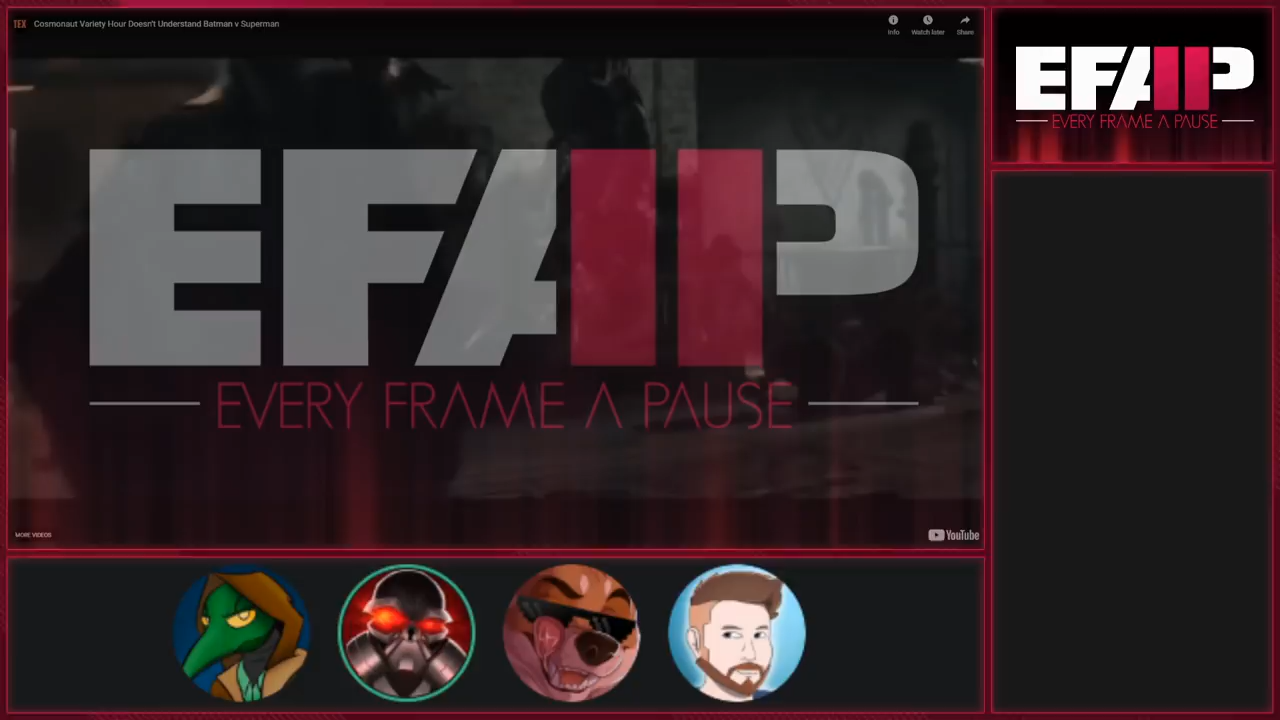 TEX Cosmonaut Variety Hour Doesn't Understand Batman v Superman
Info
Watch later
Share
EFAP
EVERY FRAME A PAUSE
MORE VIDEOS
YouTube
EFAP
EVERY FRAME A PAUSE